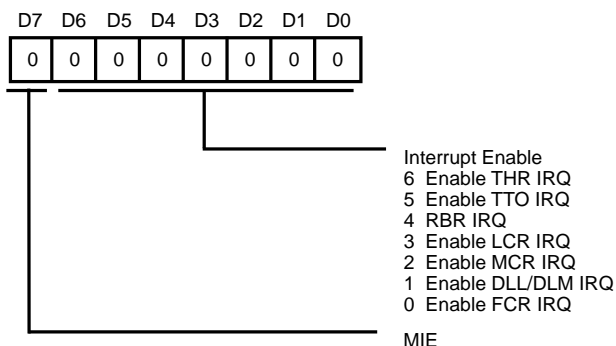 D7 D6 D5 D4 D3 D2 D1 D0
0 0 0 0 0 0 0 0
Interrupt Enable
6 Enable THR IRQ
5 Enable TTO IRQ
4 RBR IRQ
3 Enable LCR IRQ
2 Enable MCR IRQ
1 Enable DLL/DLM IRQ
0 Enable FCR IRQ
MIE